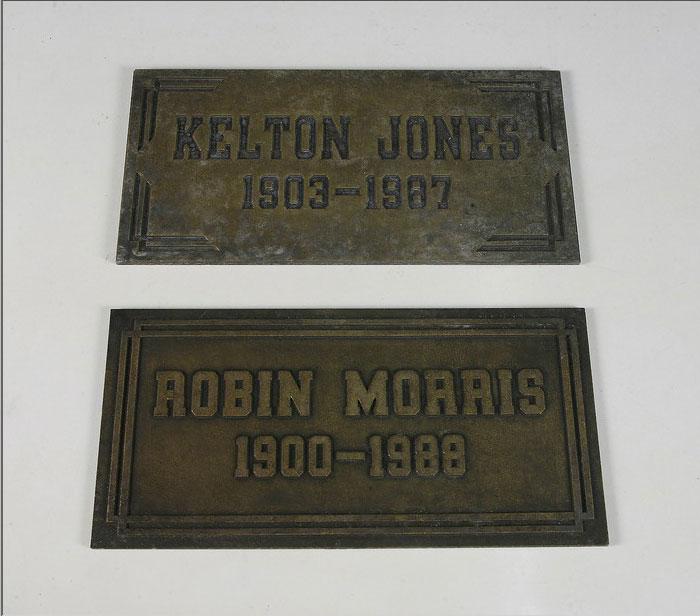 KELTON JONES
1903-1987
ROBIN MORRIS
1900-1988